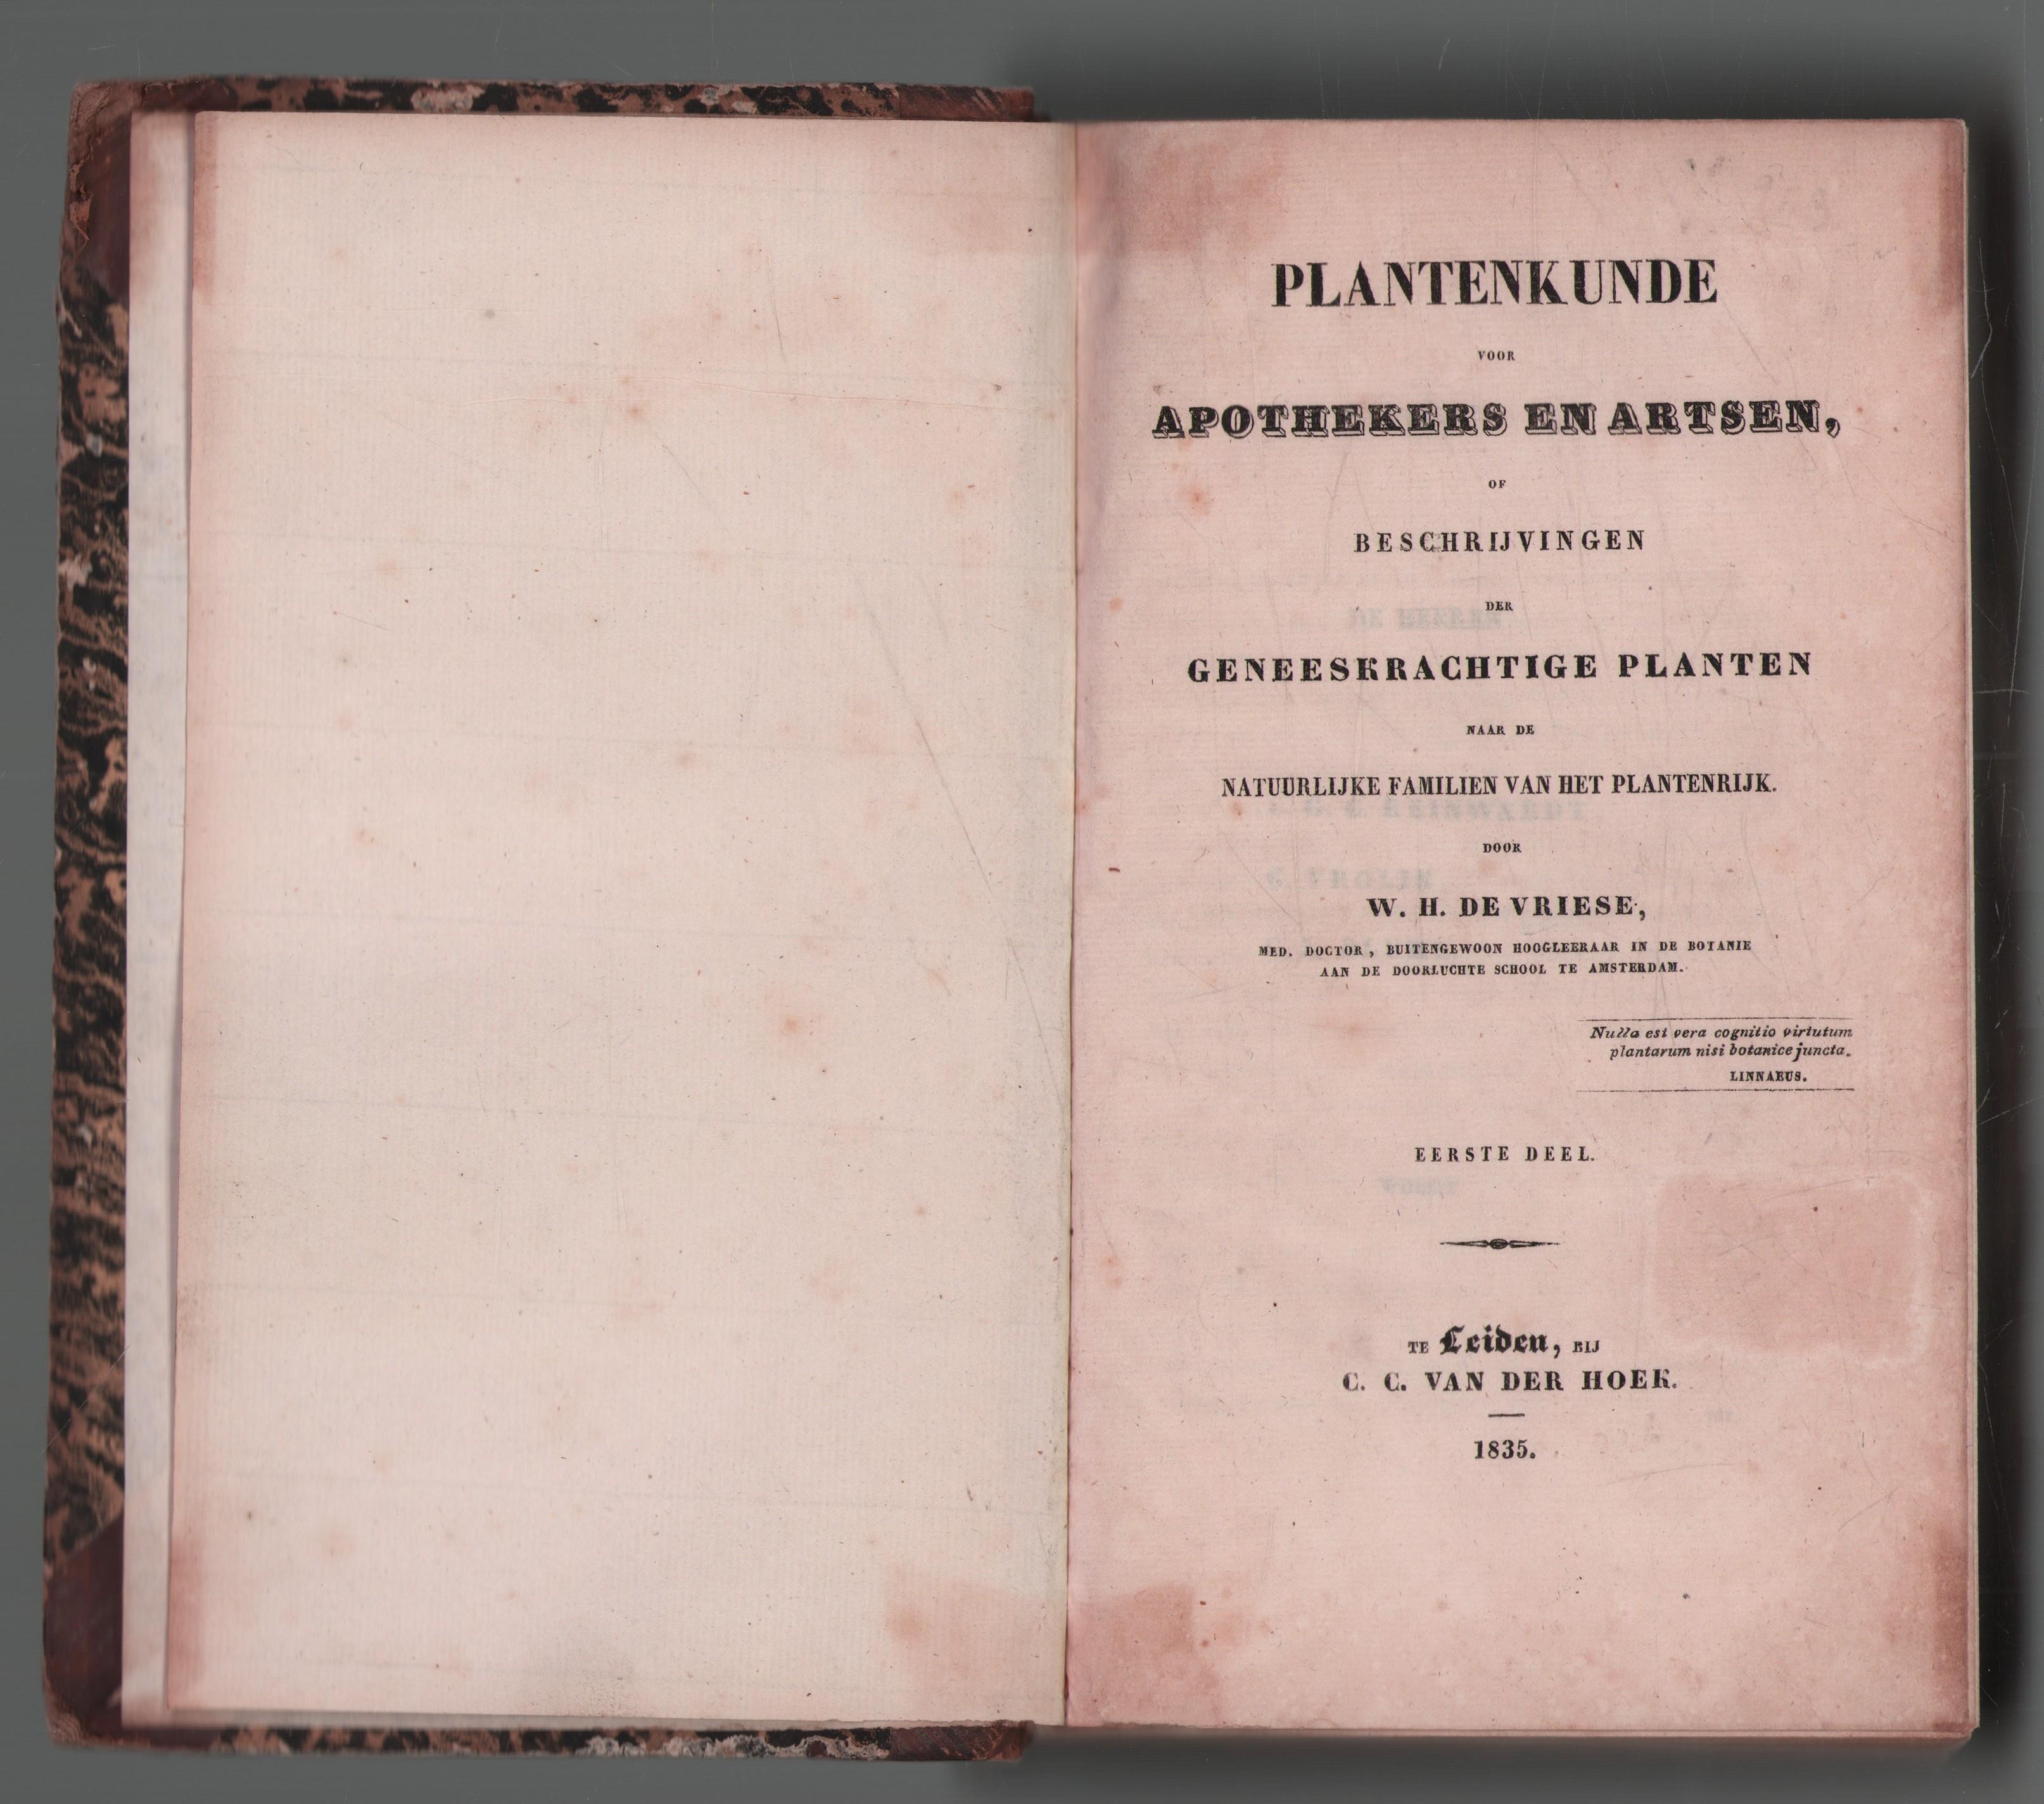 PLANTENKUNDE
VOOR
APOTHEKERS EN ARTSEN,
OF
BESCHRIJVINGEN
DER
GENEESKRACHTIGE PLANTEN
NAAR DE
NATUURLIJKE FAMILIEN VAN HET PLANTENRIJK.
DOOR
W. H. DE VRIESE,
MED. DOCTOR, BUITENGEWOON HOOGLEERAAR IN DE BOTANIE
AAN DE DOORLUCHTE SCHOOL TE AMSTERDAM.
Nulla est vera cognitio virtutum
plantarum nisi botanice juncta.
LINNAEUS.
EERSTE DEEL.
TE Leiden, BIJ
C. C. VAN DER HOEK.
1835.